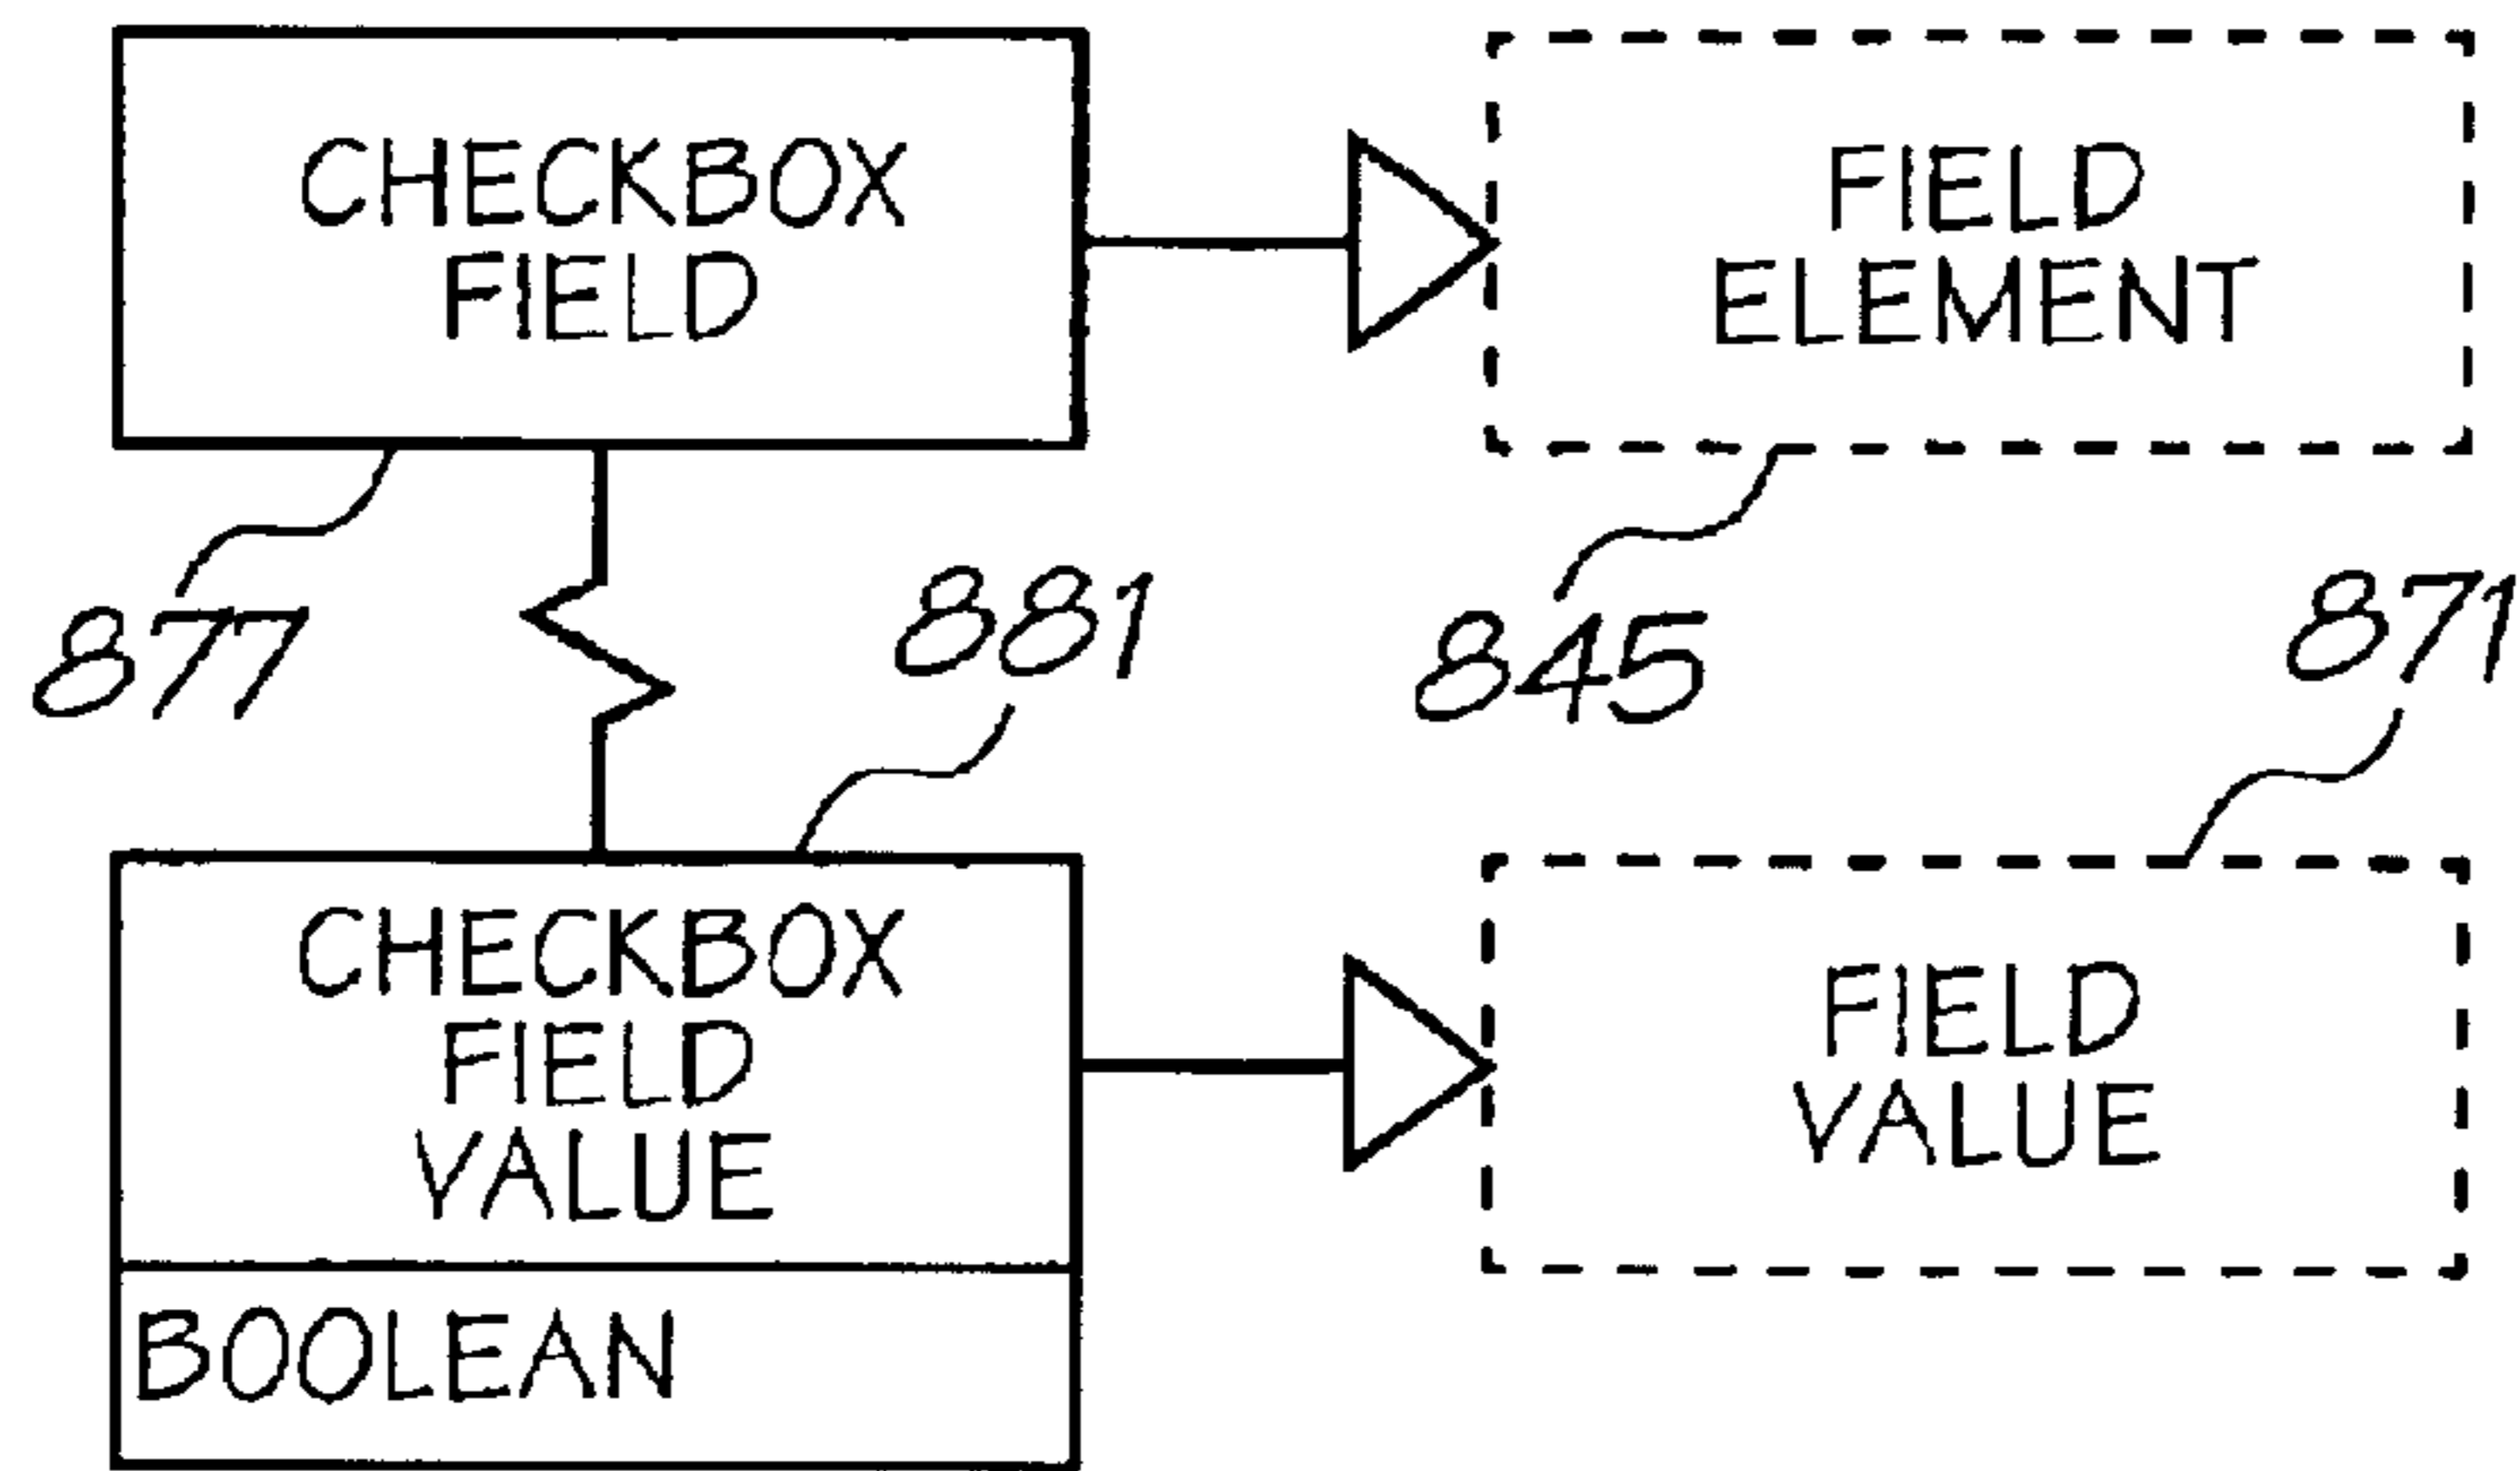 CHECKBOX
FIELD
FIELD
ELEMENT
877
881
845
871
CHECKBOX
FIELD
VALUE
FIELD
VALUE
BOOLEAN